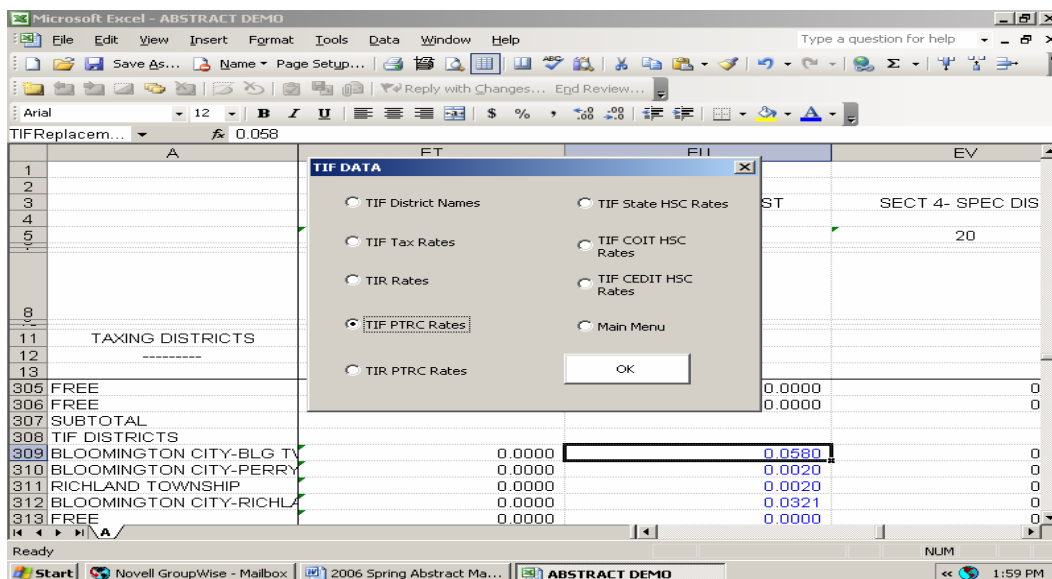 Microsoft Excel - ABSTRACT DEMO
File Edit View Insert Format Tools Data Window Help Type a question for help
Save As... Name Page Setup... Σ
Reply with Changes... End Review...
Arial 12 B I U $ % , A
TIFReplacem... fx 0.058
A ET EU EV
TIF DATA
1
2
3 ST SECT 4- SPEC DIS
4
5 20
8
11 TAXING DISTRICTS
12 ---------
13
TIF District Names TIF State HSC Rates
TIF Tax Rates TIF COIT HSC
Rates
TIR Rates TIF CEDIT HSC
Rates
TIF PTRC Rates Main Menu
TIR PTRC Rates OK
305 FREE 0.0000 0
306 FREE 0.0000 0
307 SUBTOTAL
308 TIF DISTRICTS
309 BLOOMINGTON CITY-BLG TV 0.0000 0.0580 0
310 BLOOMINGTON CITY-PERRY 0.0000 0.0020 0
311 RICHLAND TOWNSHIP 0.0000 0.0020 0
312 BLOOMINGTON CITY-RICHLA 0.0000 0.0321 0
313 FREE 0.0000 0.0000 0
A
Ready NUM
Start Novell GroupWise - Mailbox 2006 Spring Abstract Ma... ABSTRACT DEMO « 1:59 PM